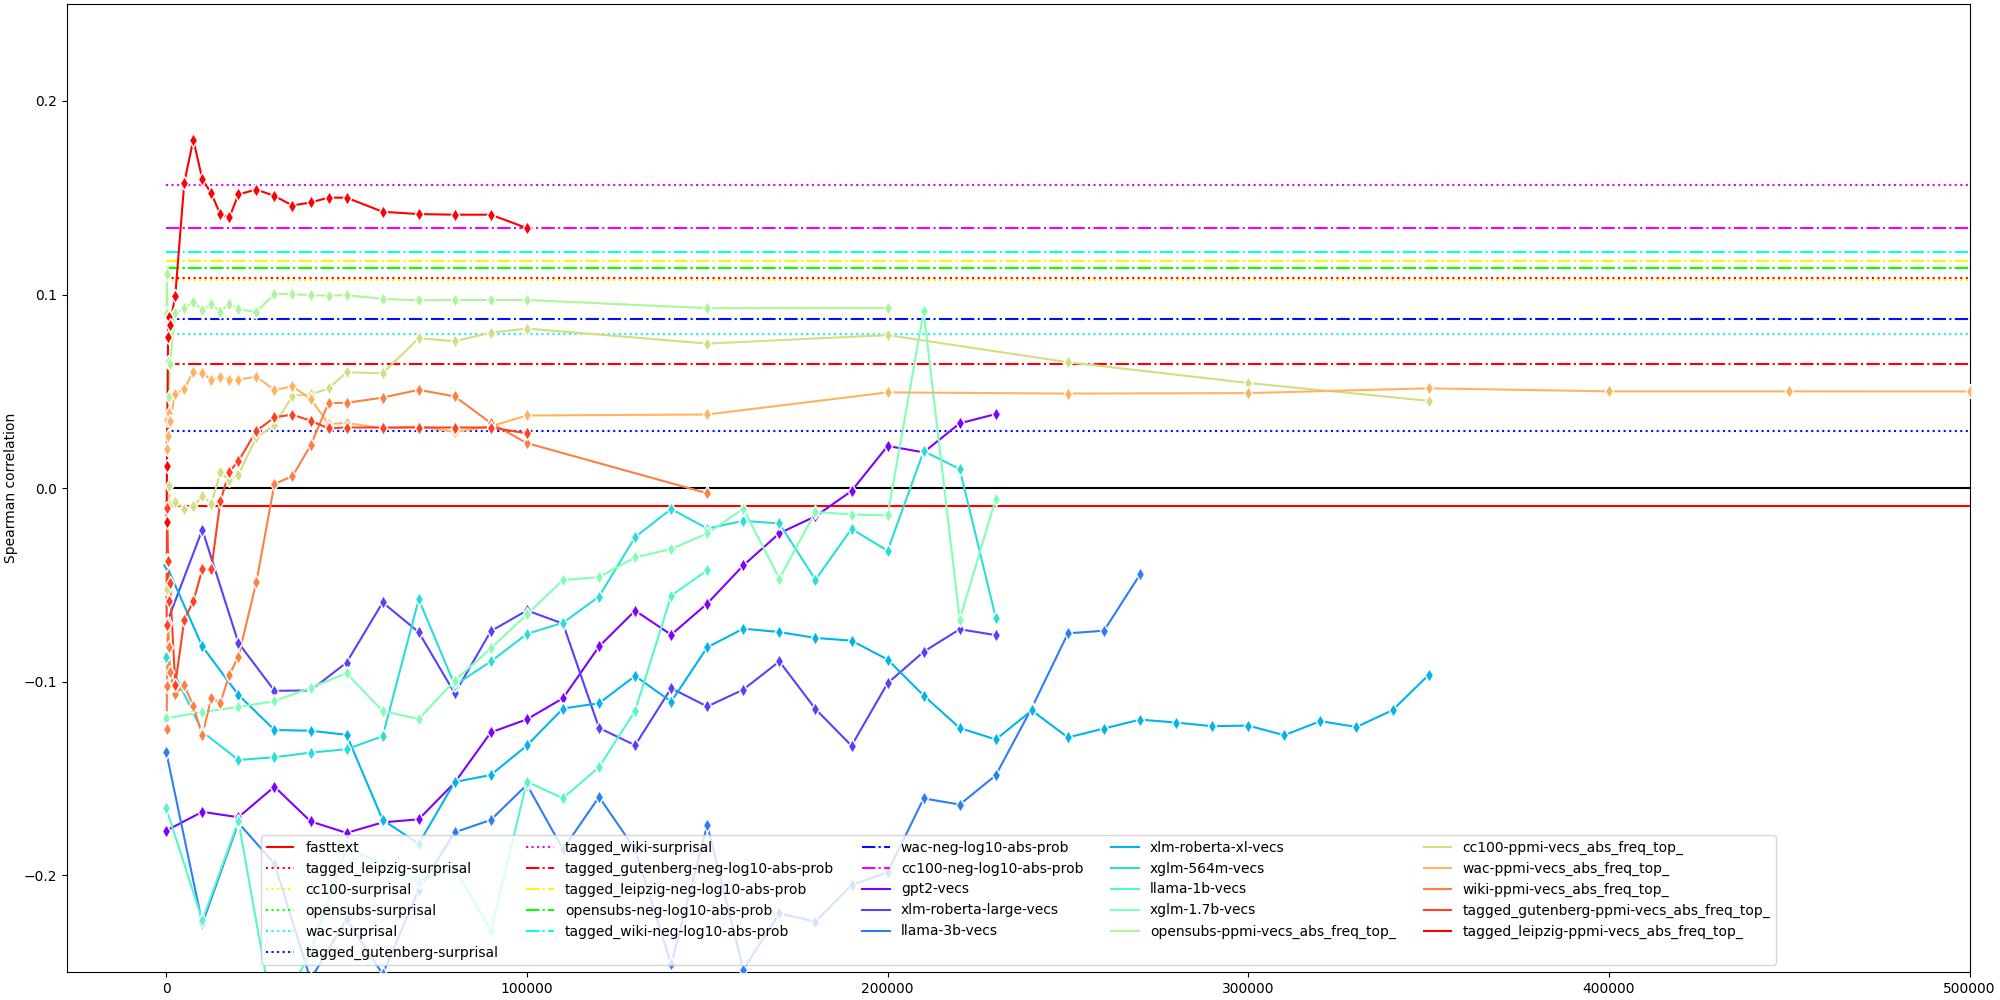 0.2
0.1
0.0
−0.1
−0.2
Spearman correlation
fasttext
tagged_leipzig-surprisal
cc100-surprisal
opensubs-surprisal
wac-surprisal
tagged_gutenberg-surprisal
tagged_wiki-surprisal
tagged_gutenberg-neg-log10-abs-prob
tagged_leipzig-neg-log10-abs-prob
opensubs-neg-log10-abs-prob
tagged_wiki-neg-log10-abs-prob
wac-neg-log10-abs-prob
cc100-neg-log10-abs-prob
gpt2-vecs
xlm-roberta-large-vecs
llama-3b-vecs
xlm-roberta-xl-vecs
xglm-564m-vecs
llama-1b-vecs
xglm-1.7b-vecs
opensubs-ppmi-vecs_abs_freq_top_
cc100-ppmi-vecs_abs_freq_top_
wac-ppmi-vecs_abs_freq_top_
wiki-ppmi-vecs_abs_freq_top_
tagged_gutenberg-ppmi-vecs_abs_freq_top_
tagged_leipzig-ppmi-vecs_abs_freq_top_
0 100000 200000 300000 400000 500000